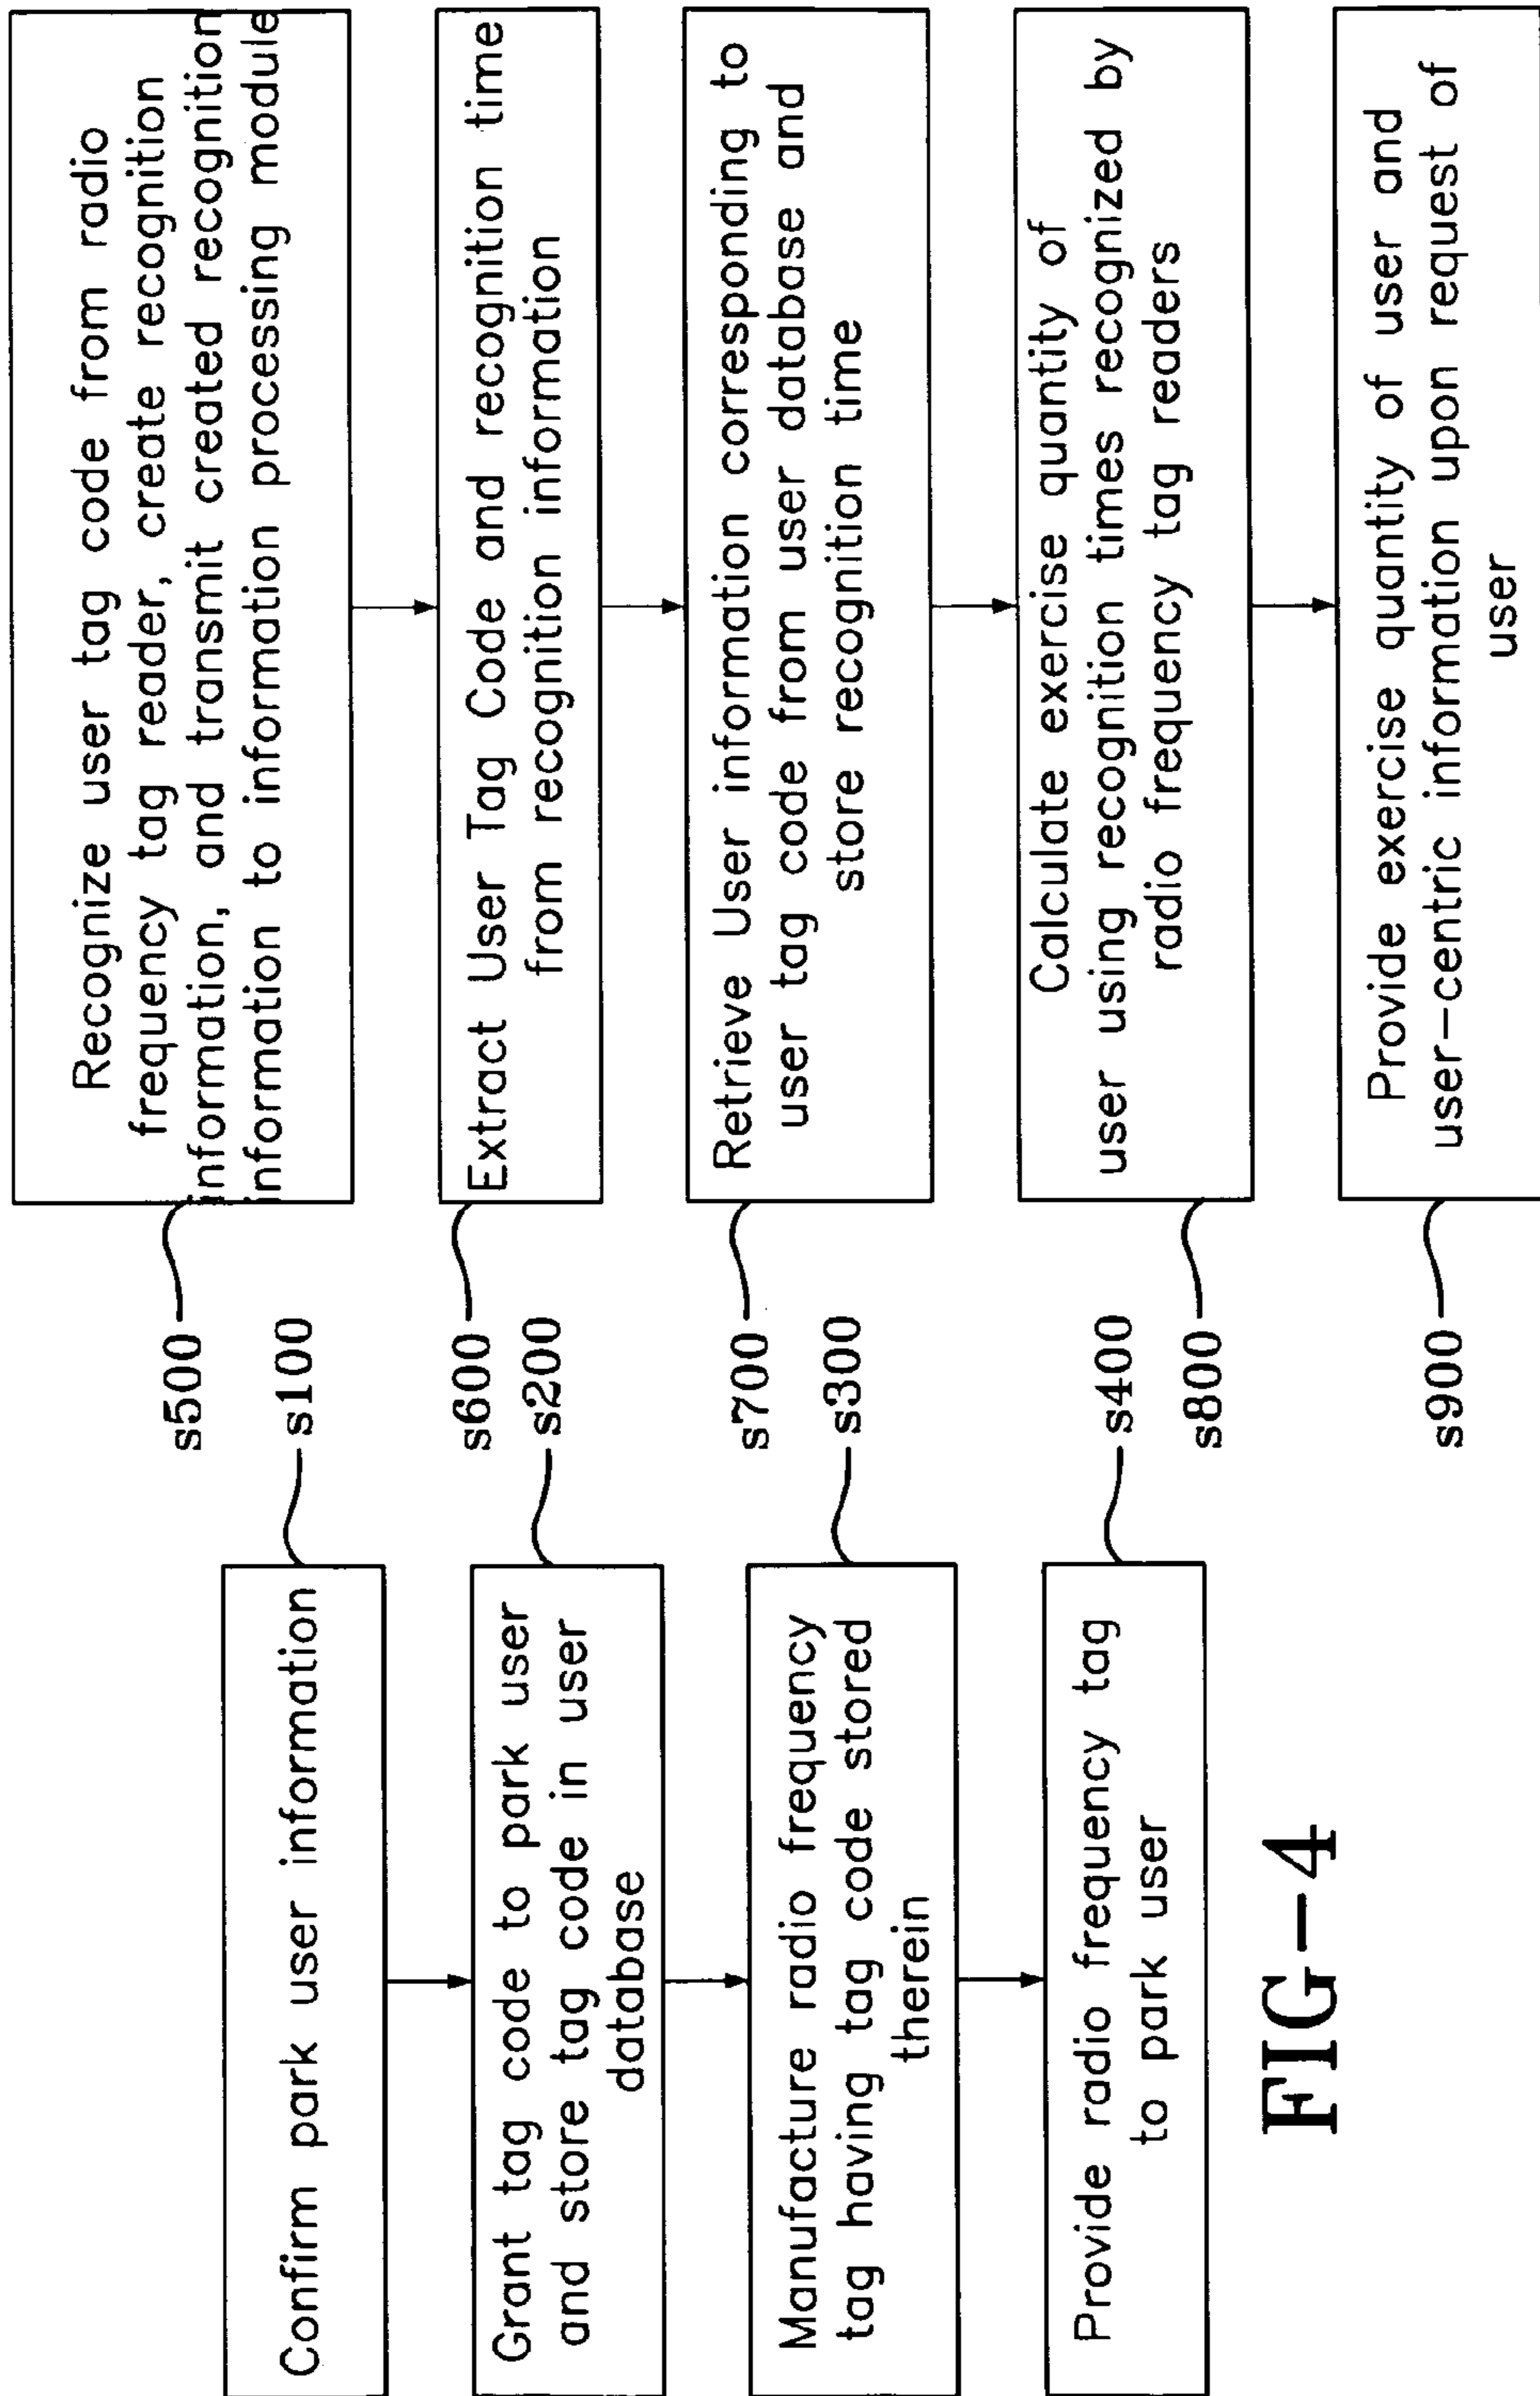 Confirm park user information
s100
Grant tag code to park user
and store tag code in user
database
s200
Manufacture radio frequency
tag having tag code stored
therein
s300
Provide radio frequency tag
to park user
s400
s500
Recognize user tag code from radio
frequency tag reader, create recognition
information, and transmit created recognition
information to information processing module
s600
Extract User Tag Code and recognition time
from recognition information
s700
Retrieve User information corresponding to
user tag code from user database and
store recognition time
s800
Calculate exercise quantity of
user using recognition times recognized by
radio frequency tag readers
s900
Provide exercise quantity of user and
user-centric information upon request of
user
FIG-4